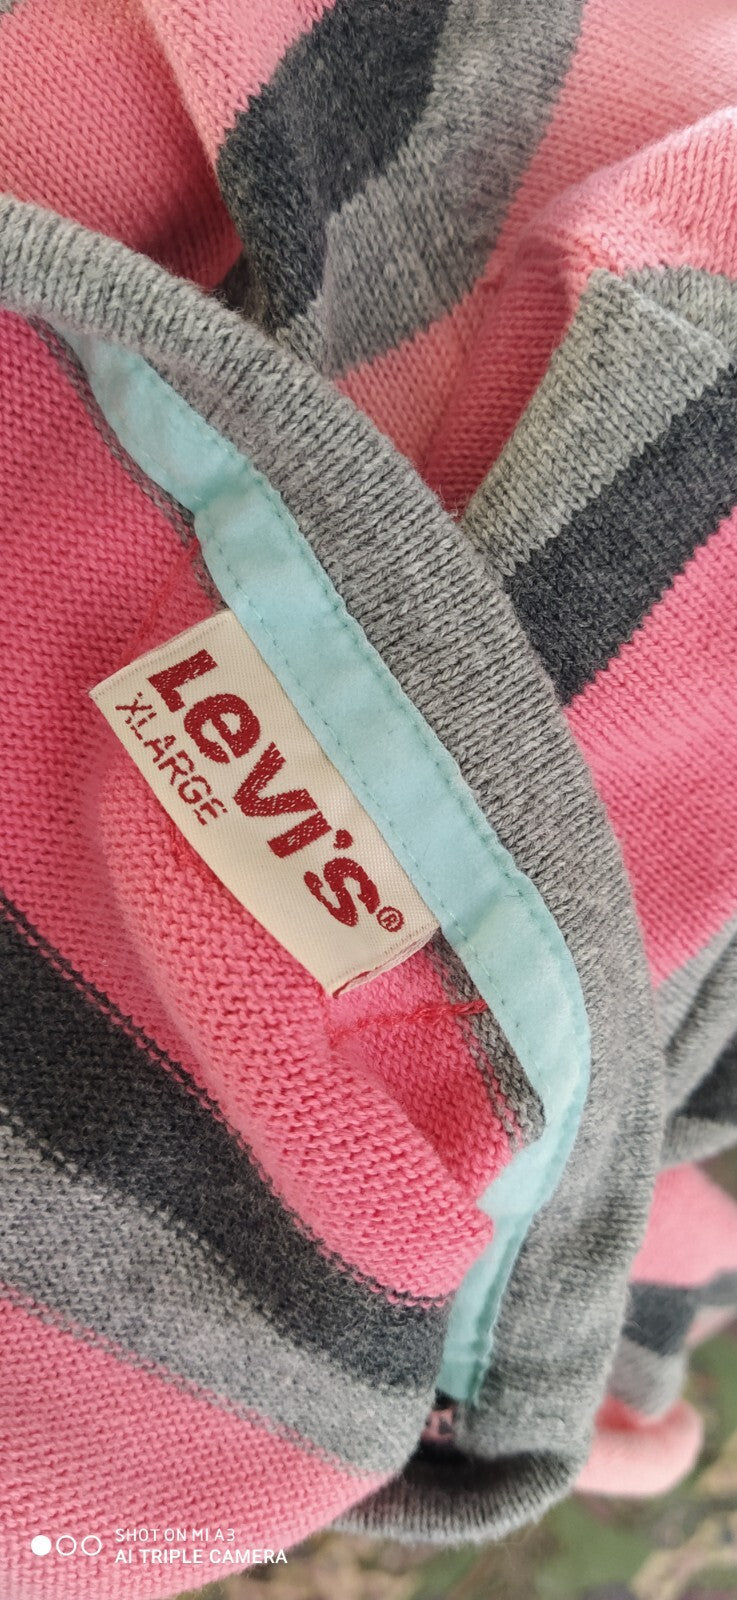 Levi's®
XLARGE
SHOT ON MI A3
AI TRIPLE CAMERA